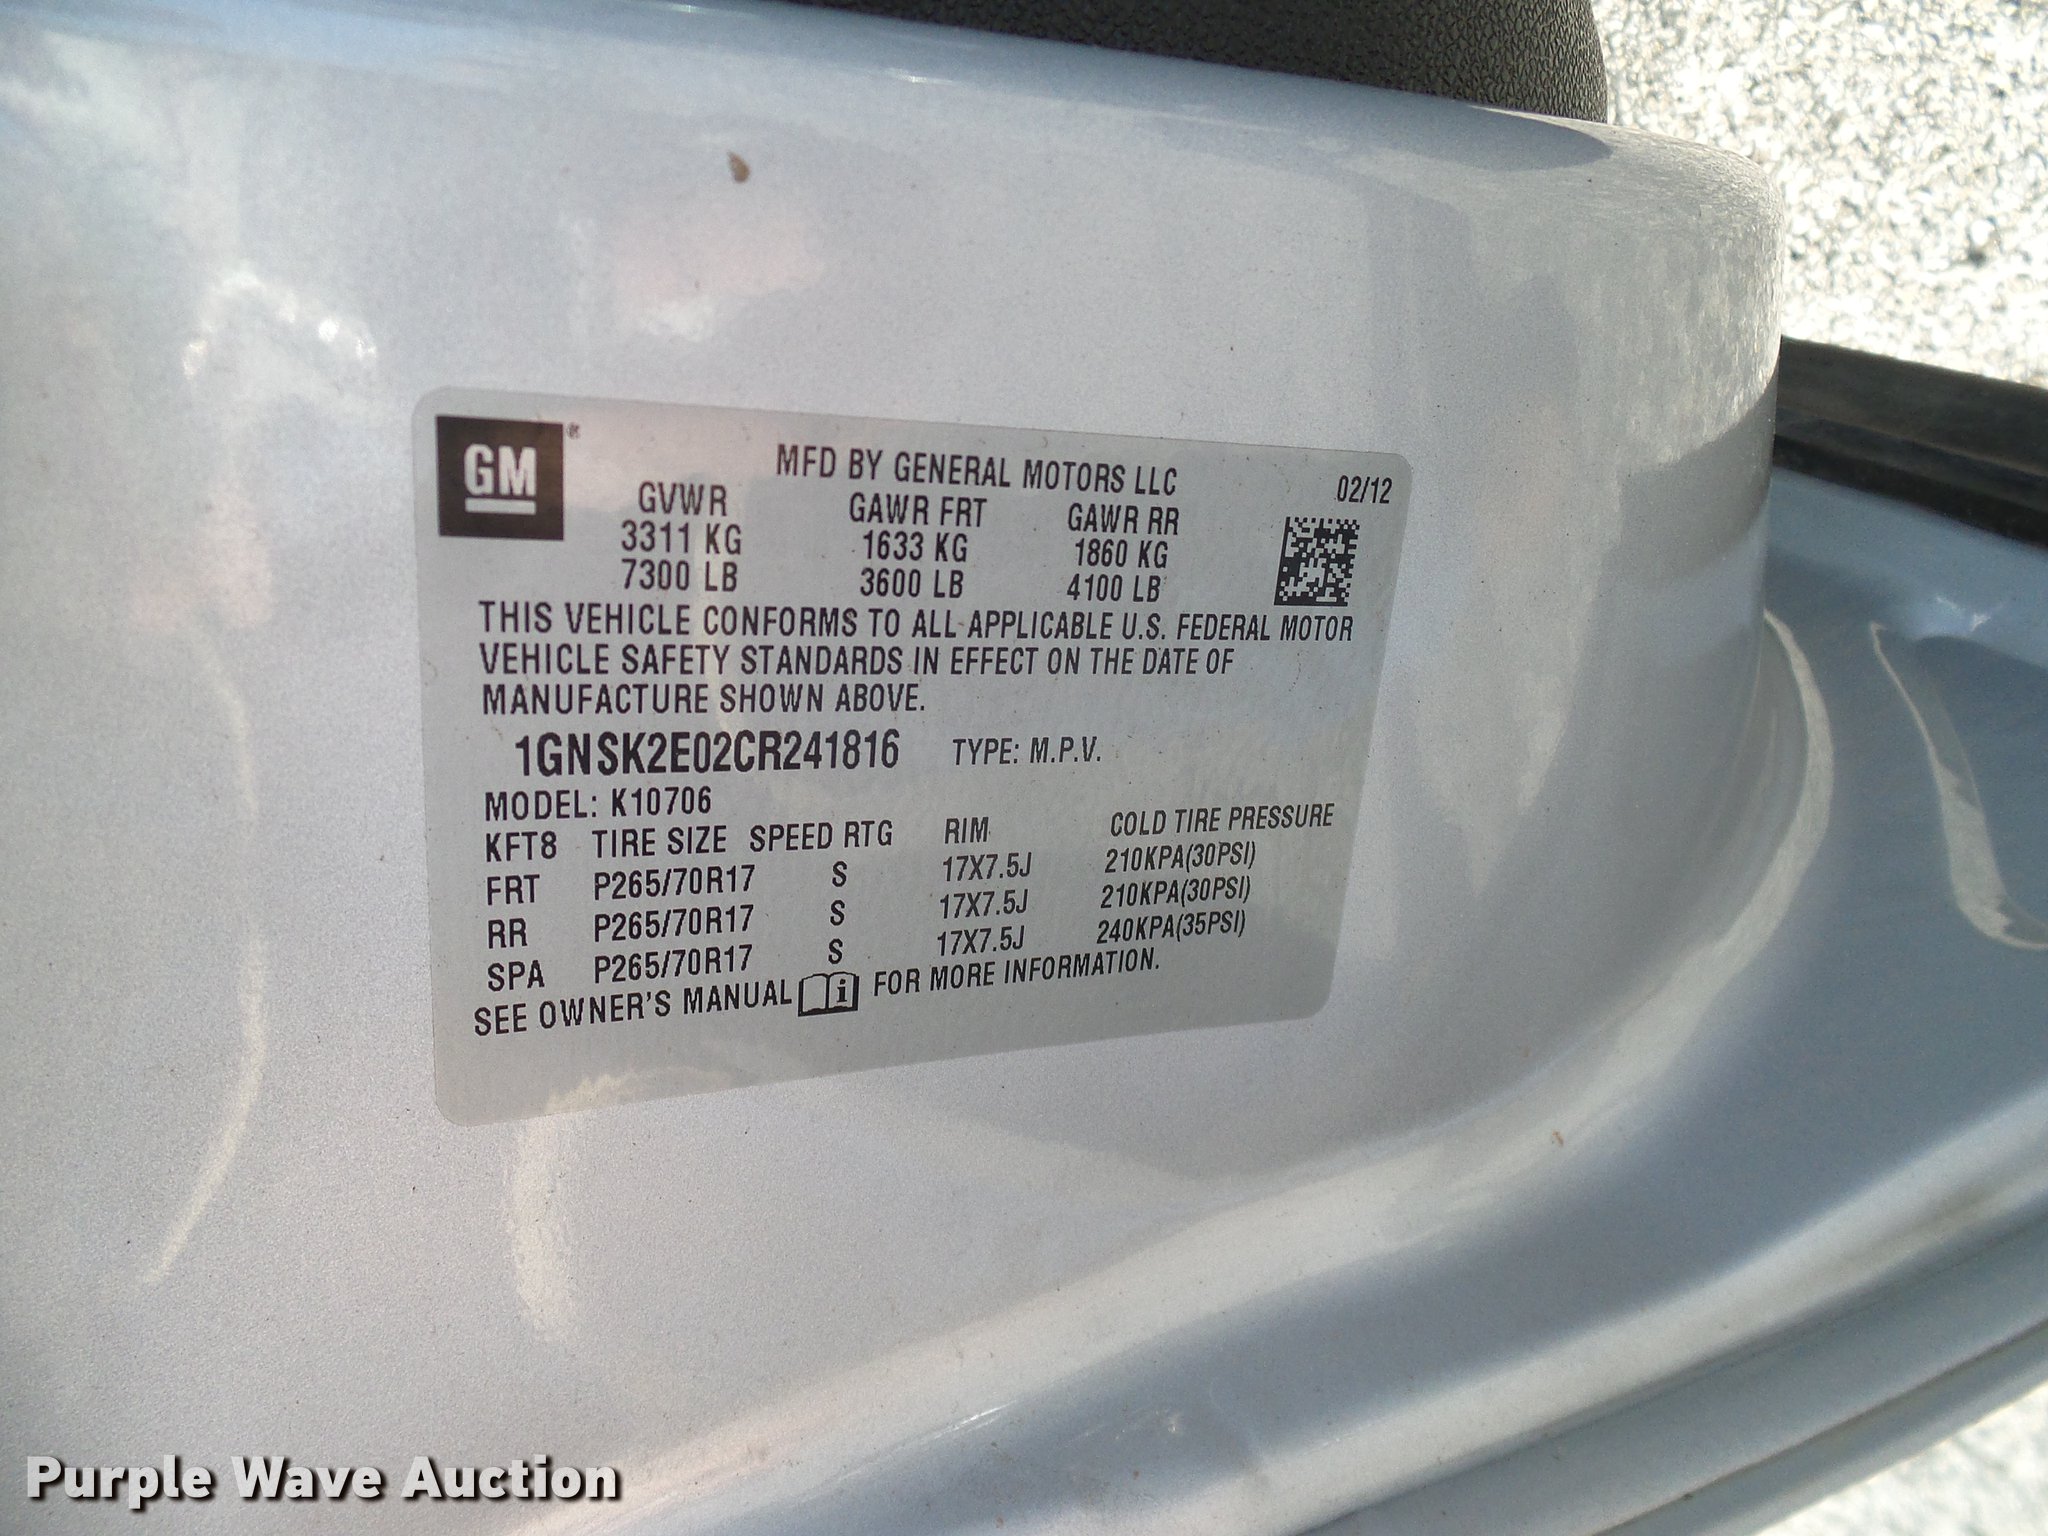 GM®
MFD BY GENERAL MOTORS LLC
02/12
GVWR GAWR FRT GAWR RR
3311 KG 1633 KG 1860 KG
7300 LB 3600 LB 4100 LB
THIS VEHICLE CONFORMS TO ALL APPLICABLE U.S. FEDERAL MOTOR
VEHICLE SAFETY STANDARDS IN EFFECT ON THE DATE OF
MANUFACTURE SHOWN ABOVE.
1GNSK2E02CR241816 TYPE: M.P.V.
MODEL: K10706
KFT8 TIRE SIZE SPEED RTG RIM COLD TIRE PRESSURE
FRT P265/70R17 S 17X7.5J 210KPA(30PSI)
RR P265/70R17 S 17X7.5J 210KPA(30PSI)
SPA P265/70R17 S 17X7.5J 240KPA(35PSI)
SEE OWNER'S MANUAL i FOR MORE INFORMATION.
Purple Wave Auction